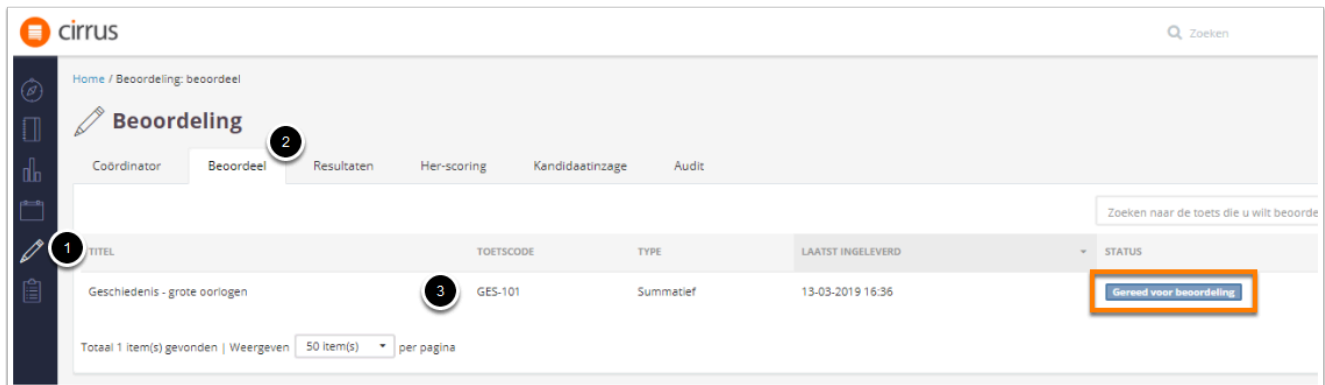 cirrus
Zoeken
Home / Beoordeling: beoordeel
Beoordeling
2
Coördinator Beoordeel Resultaten Her-scoring Kandidaatinzage Audit
Zoeken naar de toets die u wilt beoorde
1 TITEL TOETSCODE TYPE LAATST INGELEVERD STATUS
Geschiedenis - grote oorlogen 3 GES-101 Summatief 13-03-2019 16:36 Gereed voor beoordeling
Totaal 1 item(s) gevonden | Weergeven 50 item(s) per pagina